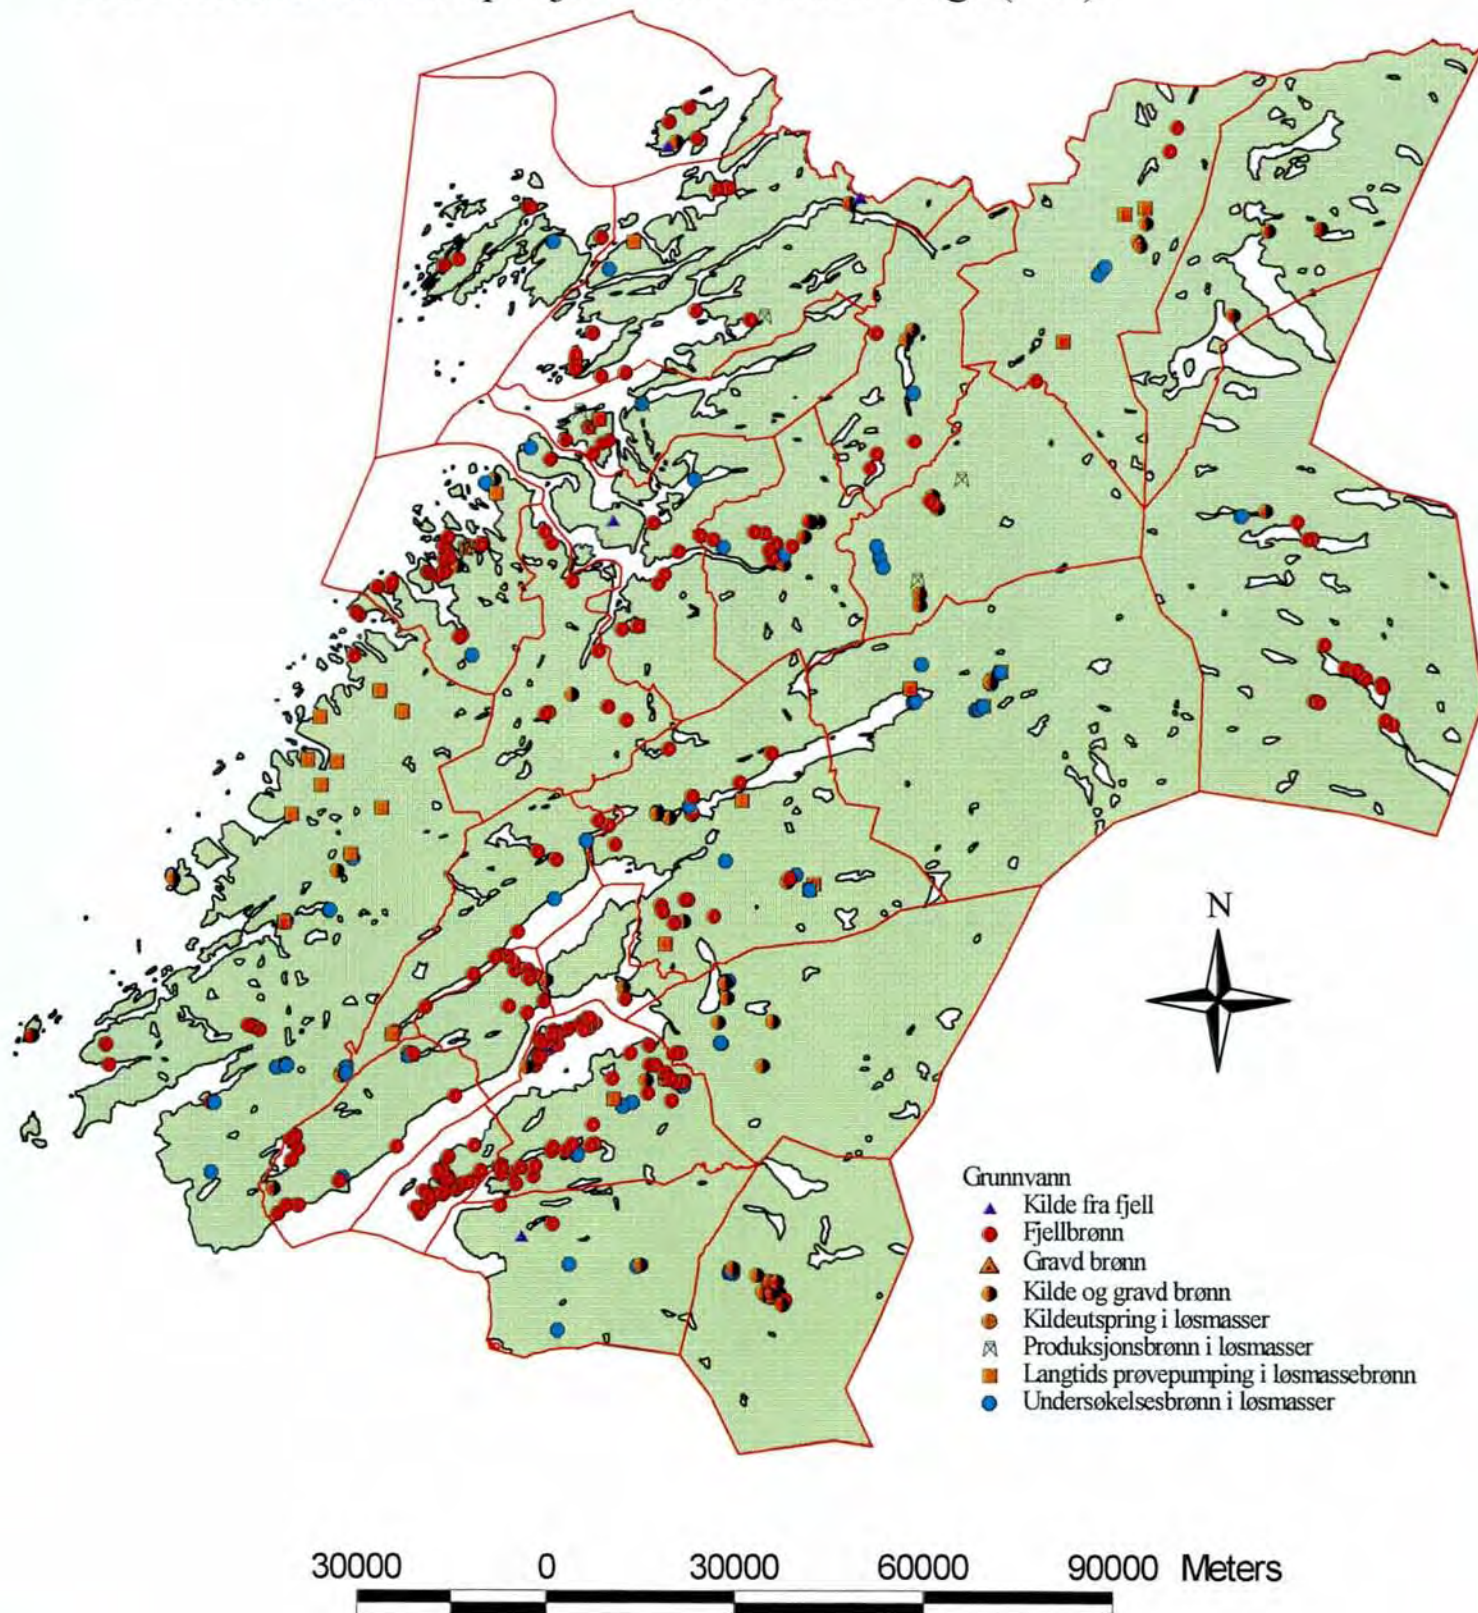 N
Grunnvann
Kilde fra fjell
Fjellbrønn
Gravd brønn
Kilde og gravd brønn
Kildeutspring i løsmasser
Produksjonsbrønn i løsmasser
Langtids prøvepumping i løsmassebrønn
Undersøkelsesbrønn i løsmasser
30000 0 30000 60000 90000 Meters